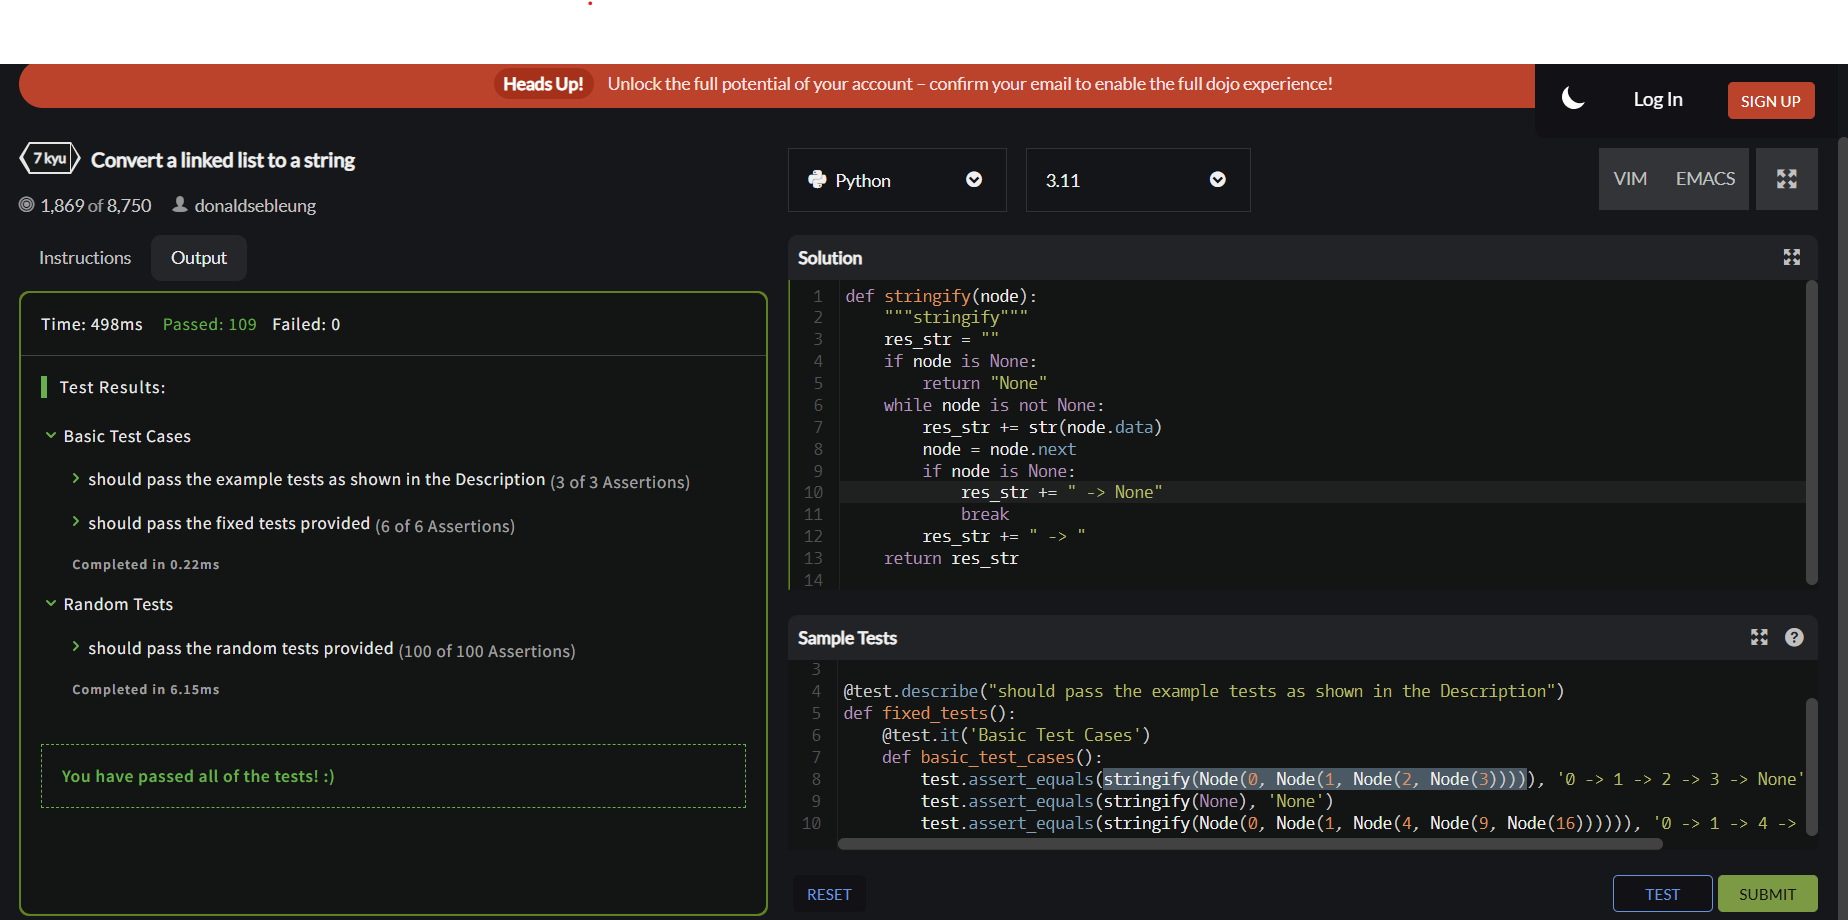 Heads Up! Unlock the full potential of your account – confirm your email to enable the full dojo experience!
Log In
SIGN UP
7 kyu Convert a linked list to a string
1,869 of 8,750 donaldsebleung
Instructions Output
Time: 498ms Passed: 109 Failed: 0
Test Results:
Basic Test Cases
should pass the example tests as shown in the Description (3 of 3 Assertions)
should pass the fixed tests provided (6 of 6 Assertions)
Completed in 0.22ms
Random Tests
should pass the random tests provided (100 of 100 Assertions)
Completed in 6.15ms
You have passed all of the tests! :)
Python 3.11 VIM EMACS
Solution
1 def stringify(node):
2     """stringify"""
3     res_str = ""
4     if node is None:
5         return "None"
6     while node is not None:
7         res_str += str(node.data)
8         node = node.next
9         if node is None:
10             res_str += " -> None"
11             break
12         res_str += " -> "
13     return res_str
14
Sample Tests
?
3
4 @test.describe("should pass the example tests as shown in the Description")
5 def fixed_tests():
6     @test.it('Basic Test Cases')
7     def basic_test_cases():
8         test.assert_equals(stringify(Node(0, Node(1, Node(2, Node(3))))), '0 -> 1 -> 2 -> 3 -> None'
9         test.assert_equals(stringify(None), 'None')
10         test.assert_equals(stringify(Node(0, Node(1, Node(4, Node(9, Node(16)))))), '0 -> 1 -> 4 ->
RESET TEST SUBMIT